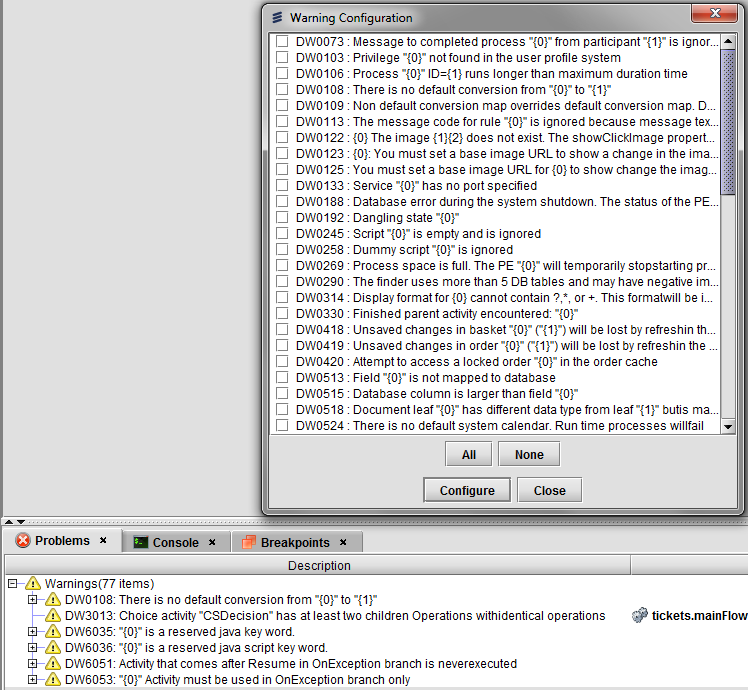 Warning Configuration
DW0073 : Message to completed process "{0}" from participant "{1}" is ignor...
DW0103 : Privilege "{0}" not found in the user profile system
DW0106 : Process "{0}" ID={1} runs longer than maximum duration time
DW0108 : There is no default conversion from "{0}" to "{1}"
DW0109 : Non default conversion map overrides default conversion map. D...
DW0113 : The message code for rule "{0}" is ignored because message tex...
DW0122 : {0} The image {1}{2} does not exist. The showClickImage propert...
DW0123 : {0}: You must set a base image URL to show a change in the ima...
DW0125 : You must set a base image URL for {0} to show change the imag...
DW0133 : Service "{0}" has no port specified
DW0188 : Database error during the system shutdown. The status of the PE...
DW0192 : Dangling state "{0}"
DW0245 : Script "{0}" is empty and is ignored
DW0258 : Dummy script "{0}" is ignored
DW0269 : Process space is full. The PE "{0}" will temporarily stopstarting pr...
DW0290 : The finder uses more than 5 DB tables and may have negative im...
DW0314 : Display format for {0} cannot contain ?,*, or +. This formatwill be i...
DW0330 : Finished parent activity encountered: "{0}"
DW0418 : Unsaved changes in basket "{0}" ("{1}") will be lost by refreshin th...
DW0419 : Unsaved changes in order "{0}" ("{1}") will be lost by refreshin the ...
DW0420 : Attempt to access a locked order "{0}" in the order cache
DW0513 : Field "{0}" is not mapped to database
DW0515 : Database column is larger than field "{0}"
DW0518 : Document leaf "{0}" has different data type from leaf "{1}" butis ma...
DW0524 : There is no default system calendar. Run time processes willfail
All None
Configure Close
Problems Console Breakpoints
Description
Warnings(77 items)
DW0108: There is no default conversion from "{0}" to "{1}"
DW3013: Choice activity "CSDecision" has at least two children Operations withidentical operations tickets.mainFlow
DW6035: "{0}" is a reserved java key word.
DW6036: "{0}" is a reserved java script key word.
DW6051: Activity that comes after Resume in OnException branch is neverexecuted
DW6053: "{0}" Activity must be used in OnException branch only